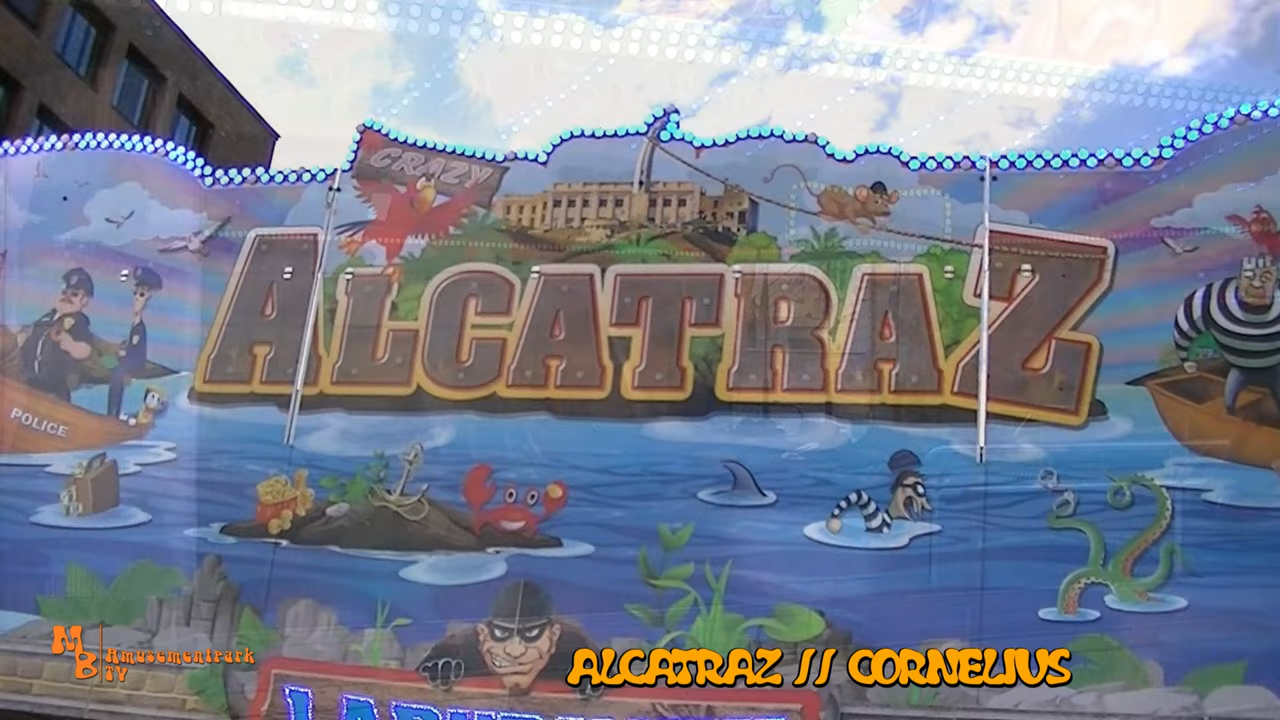 CRAZY
ALCATRAZ
POLICE
MB Amusementpark
TV
ALCATRAZ // CORNELIUS